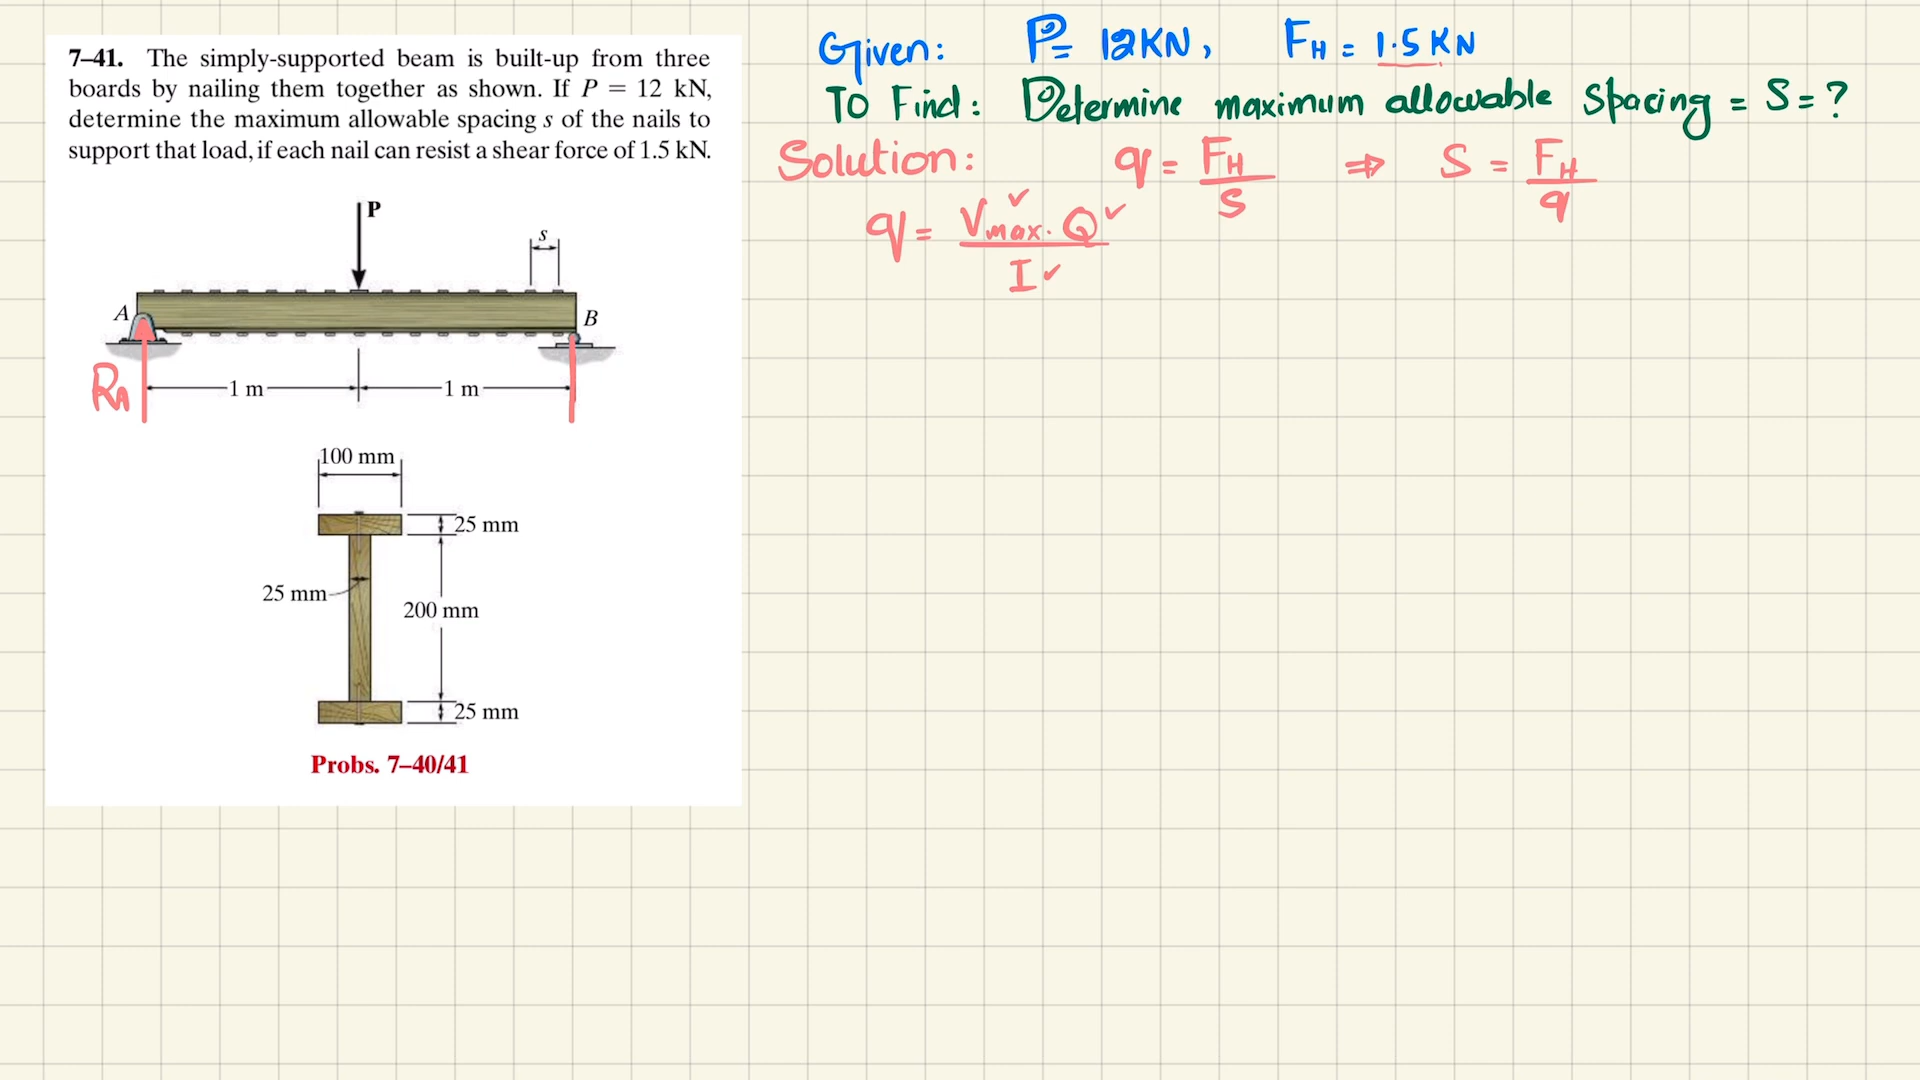 7–41. The simply-supported beam is built-up from three
boards by nailing them together as shown. If P = 12 kN,
determine the maximum allowable spacing s of the nails to
support that load, if each nail can resist a shear force of 1.5 kN.
P
s
A
B
RA
1 m
1 m
100 mm
25 mm
25 mm
200 mm
25 mm
Probs. 7–40/41
Given: P = 12KN, FH = 1.5 KN
To Find: Determine maximum allowable Spacing = S = ?
Solution: q = FH/S ⇒ S = FH/q
q = Vmax. Q/I